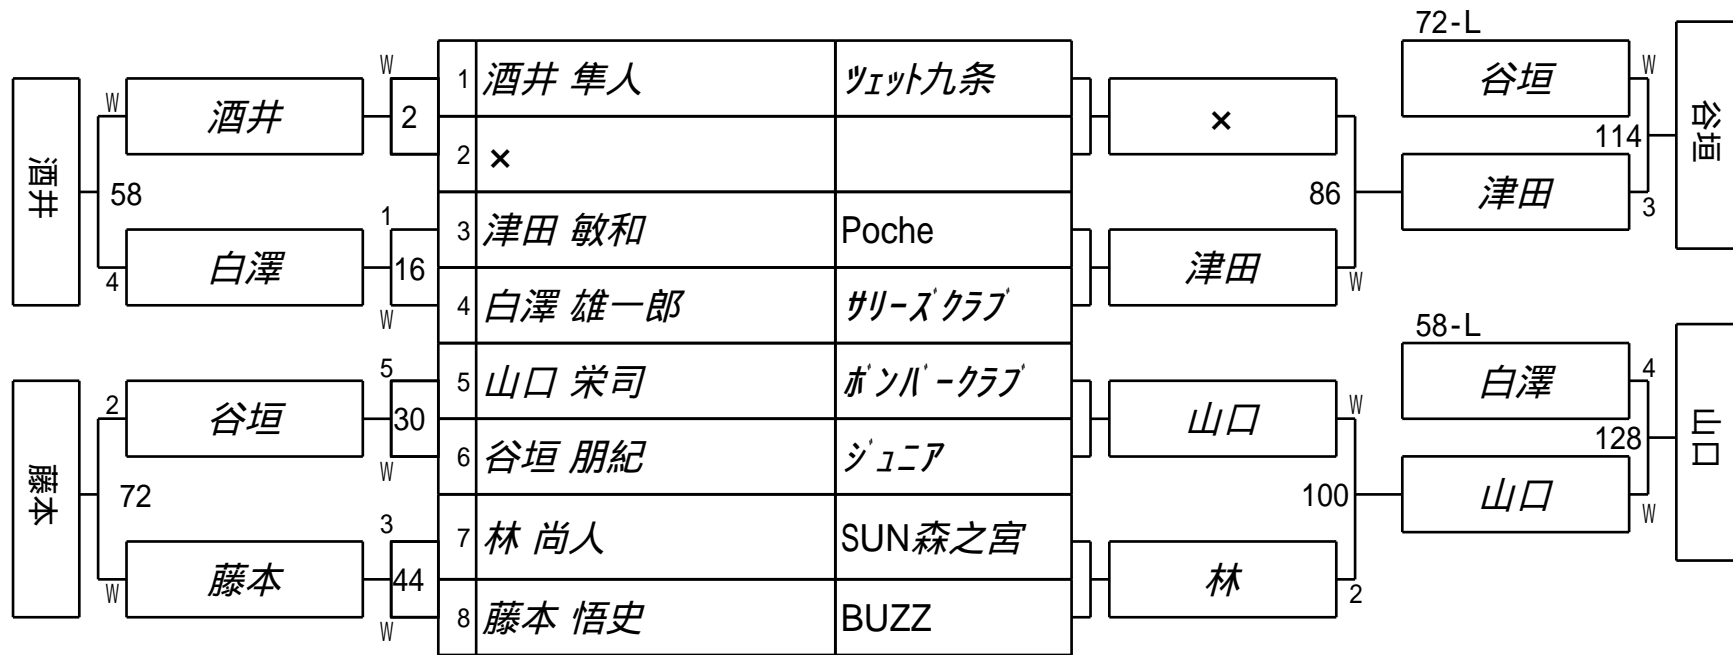 72-L
W
1 酒井 隼人 ツェット九条
谷垣
W
W
酒井
2
×
114
谷垣
2 ×
津田
3
酒井
58
86
1
3 津田 敏和 Poche
4
白澤
16
津田
W
4 白澤 雄一郎 サリーズクラブ
W
58-L
5
5 山口 栄司 ボンバークラブ
白澤
4
2
谷垣
30
山口
W
128
山口
6 谷垣 朋紀 ジュニア
W
山口
W
藤本
72
100
3
7 林 尚人 SUN森之宮
W
藤本
44
林
2
8 藤本 悟史 BUZZ
W